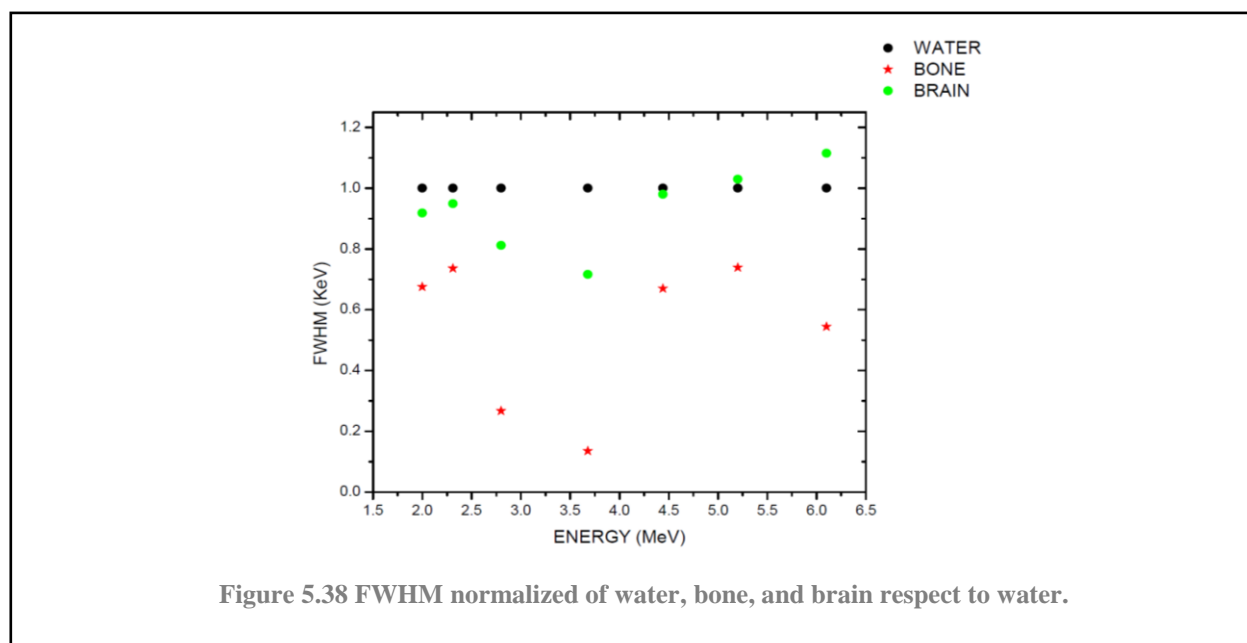 WATER
BONE
BRAIN
1.2
1.0
0.8
0.6
0.4
0.2
0.0
FWHM (KeV)
1.5 2.0 2.5 3.0 3.5 4.0 4.5 5.0 5.5 6.0 6.5
ENERGY (MeV)
Figure 5.38 FWHM normalized of water, bone, and brain respect to water.